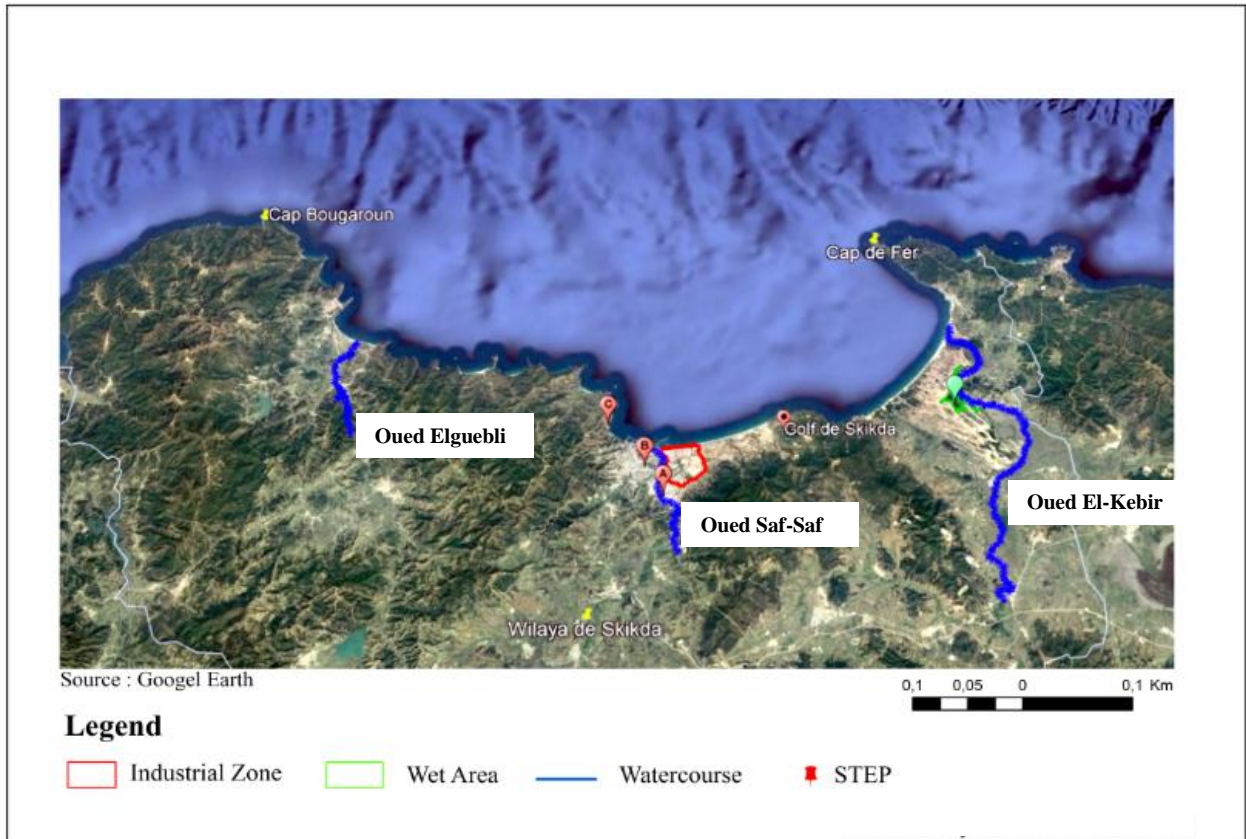 Cap Bougaroun
Cap de Fer
C
Oued Elguebli
B
Golf de Skikda
A
Oued El-Kebir
Oued Saf-Saf
Wilaya de Skikda
Source : Googel Earth
0,1 0,05 0 0,1 Km
Legend
Industrial Zone Wet Area Watercourse STEP